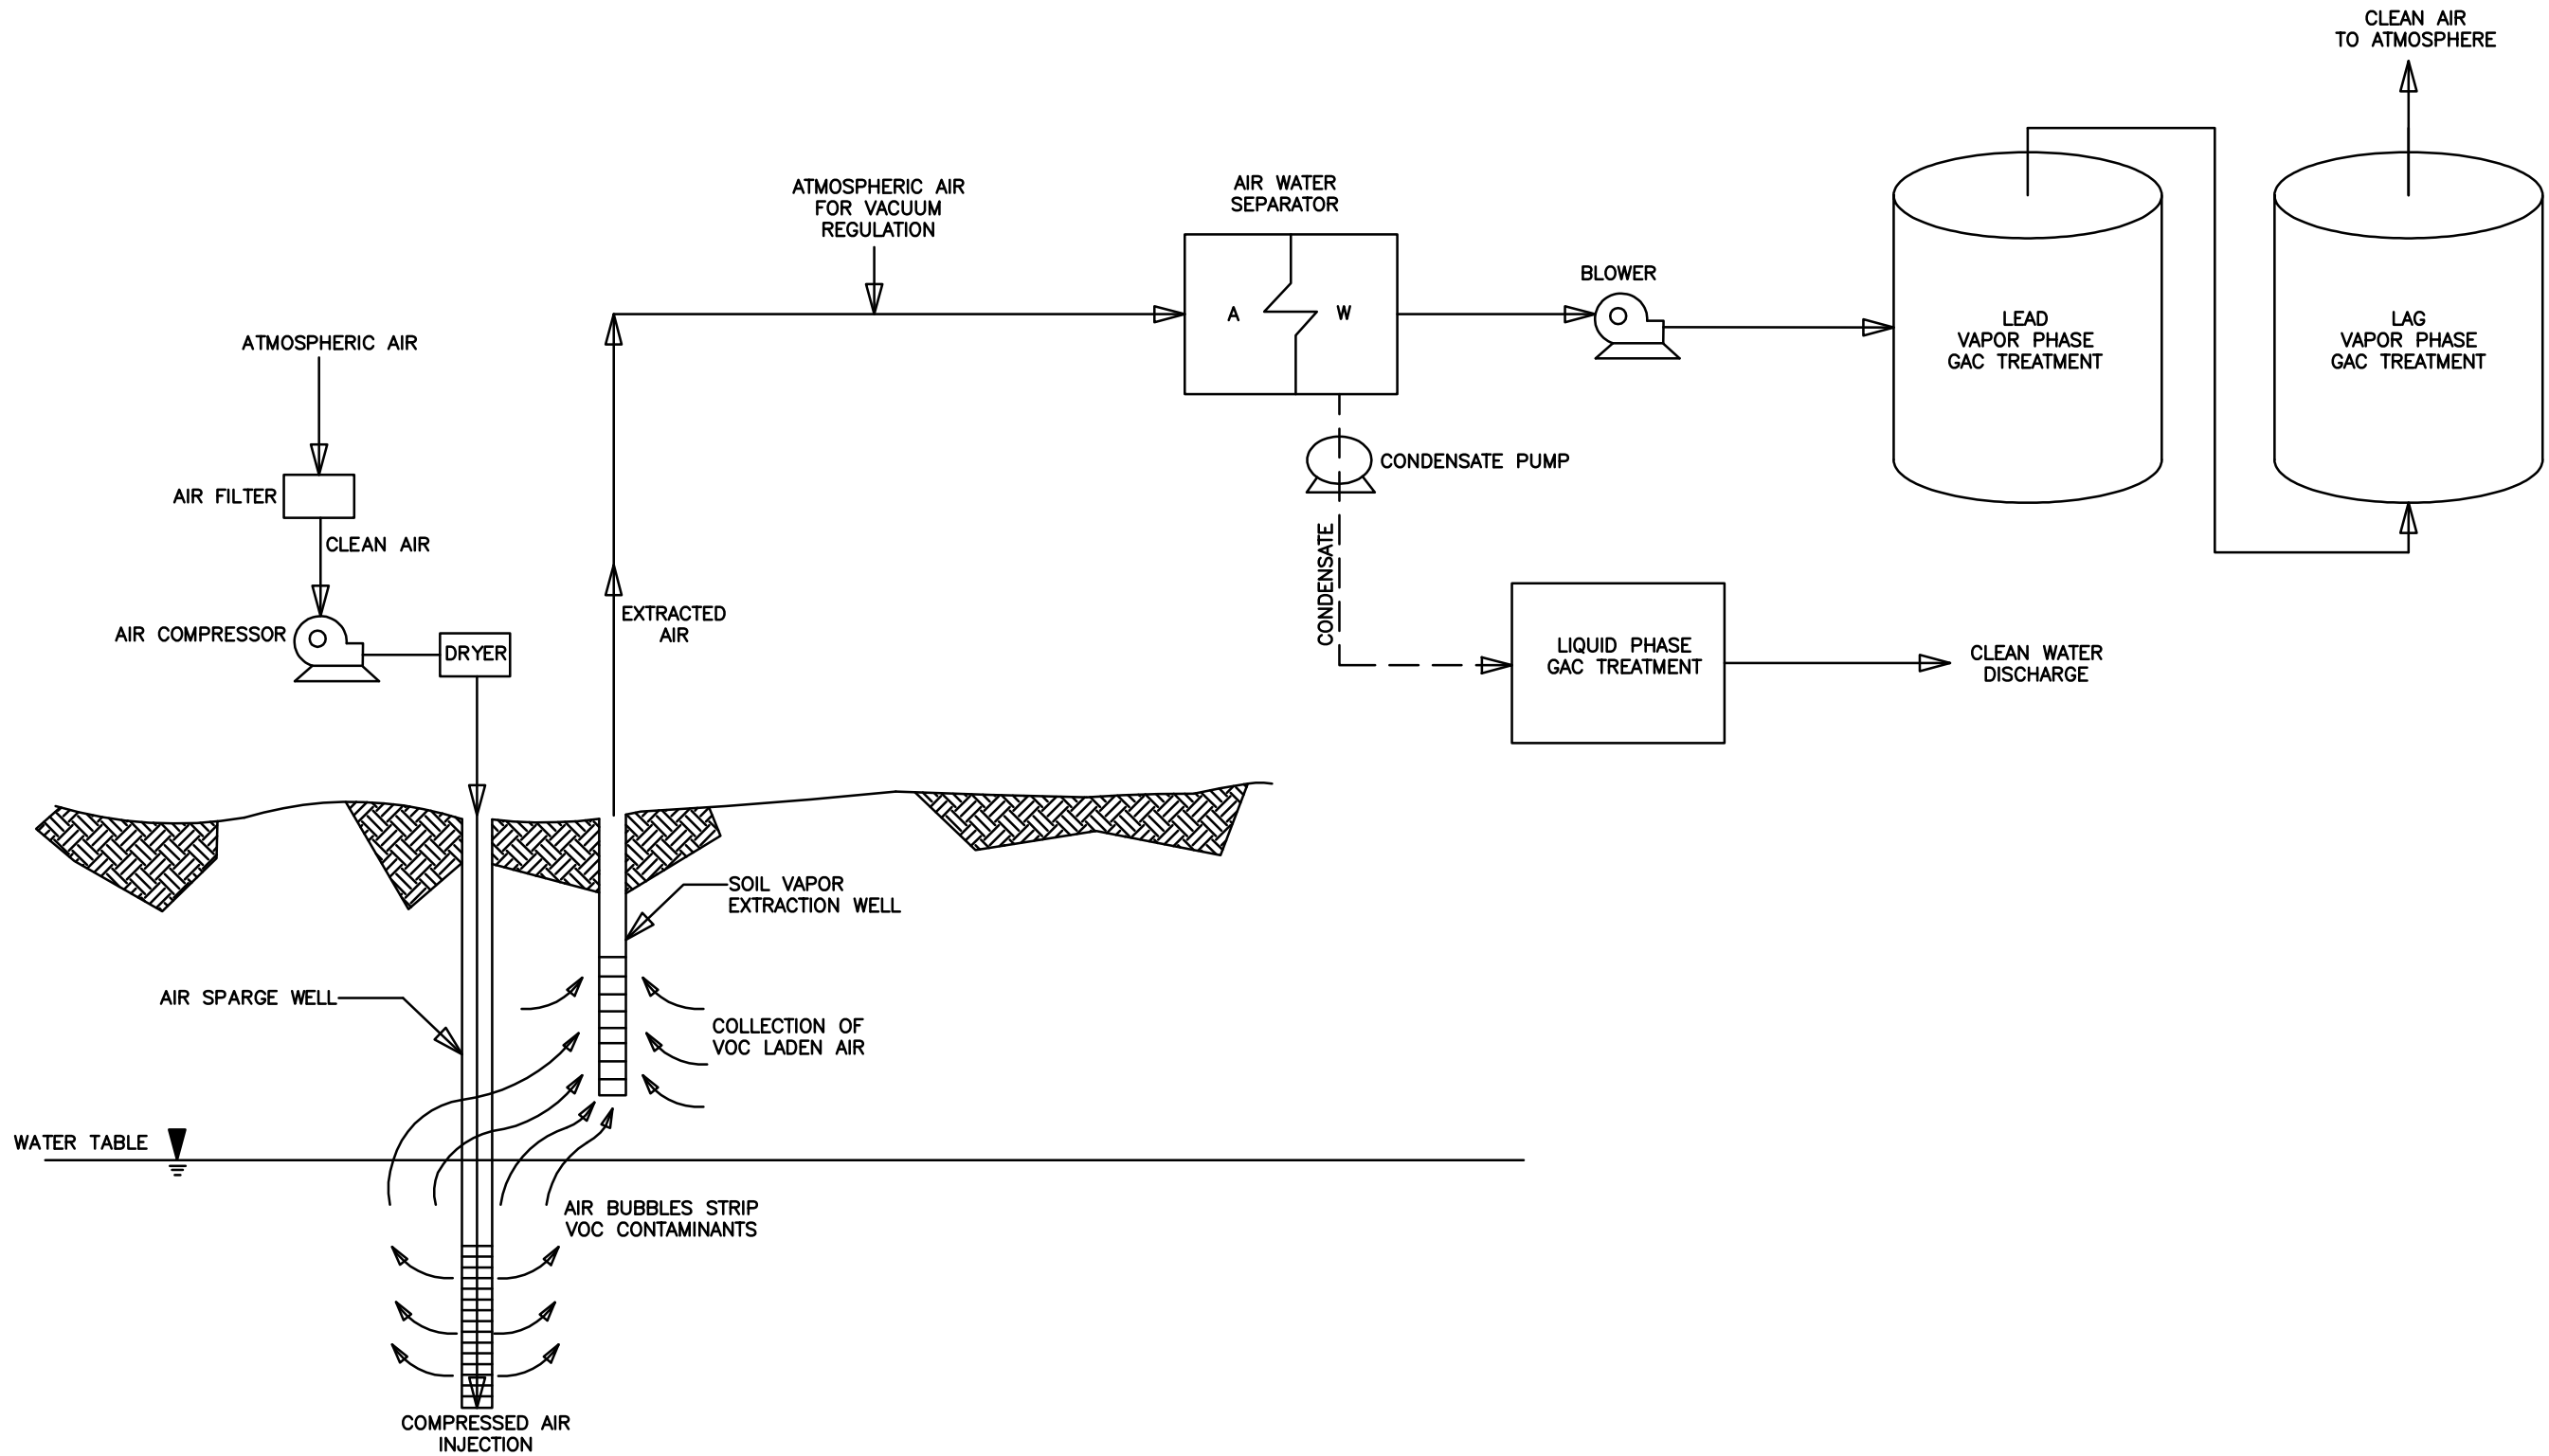 CLEAN AIR
TO ATMOSPHERE
ATMOSPHERIC AIR
FOR VACUUM
REGULATION
AIR WATER
SEPARATOR
A
W
BLOWER
LEAD
VAPOR PHASE
GAC TREATMENT
LAG
VAPOR PHASE
GAC TREATMENT
ATMOSPHERIC AIR
AIR FILTER
CLEAN AIR
AIR COMPRESSOR
DRYER
EXTRACTED
AIR
CONDENSATE PUMP
CONDENSATE
LIQUID PHASE
GAC TREATMENT
CLEAN WATER
DISCHARGE
SOIL VAPOR
EXTRACTION WELL
AIR SPARGE WELL
COLLECTION OF
VOC LADEN AIR
WATER TABLE
AIR BUBBLES STRIP
VOC CONTAMINANTS
COMPRESSED AIR
INJECTION